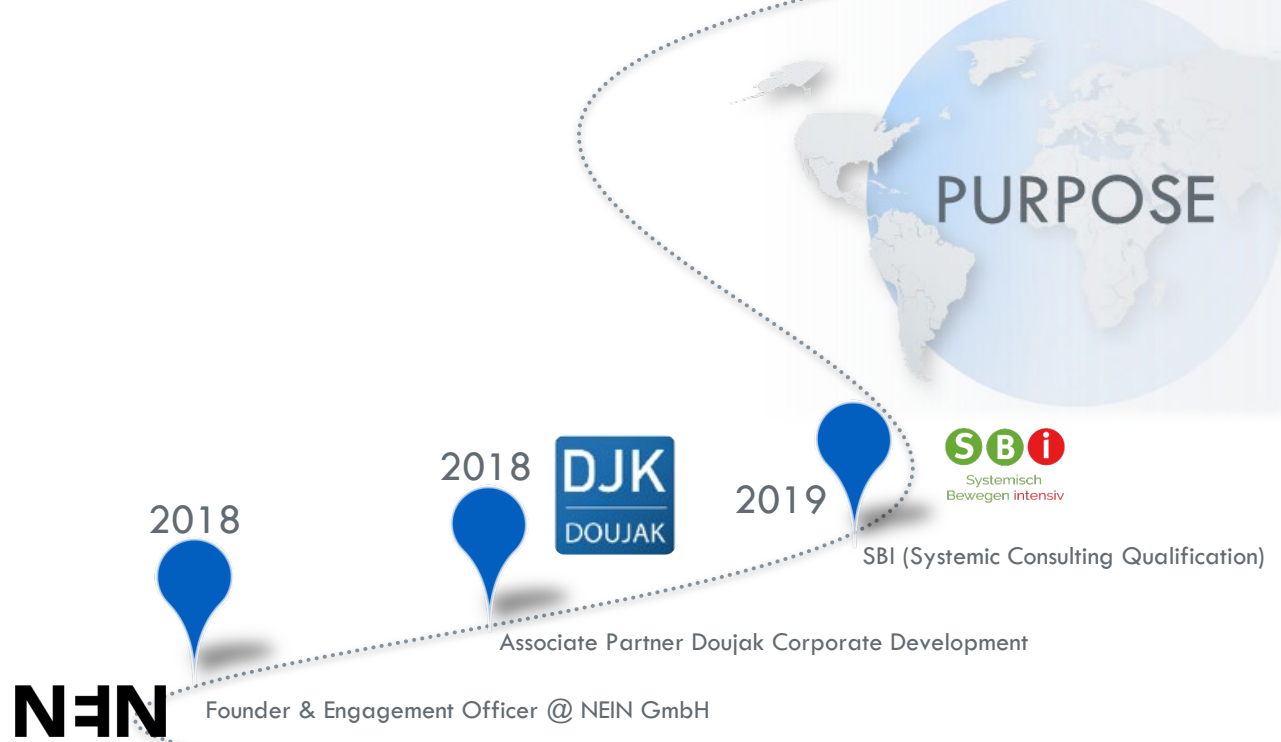 PURPOSE
2018
NEIN
Founder & Engagement Officer @ NEIN GmbH
2018
DJK
DOUJAK
Associate Partner Doujak Corporate Development
2019
SBi
Systemisch
Bewegen intensiv
SBI (Systemic Consulting Qualification)